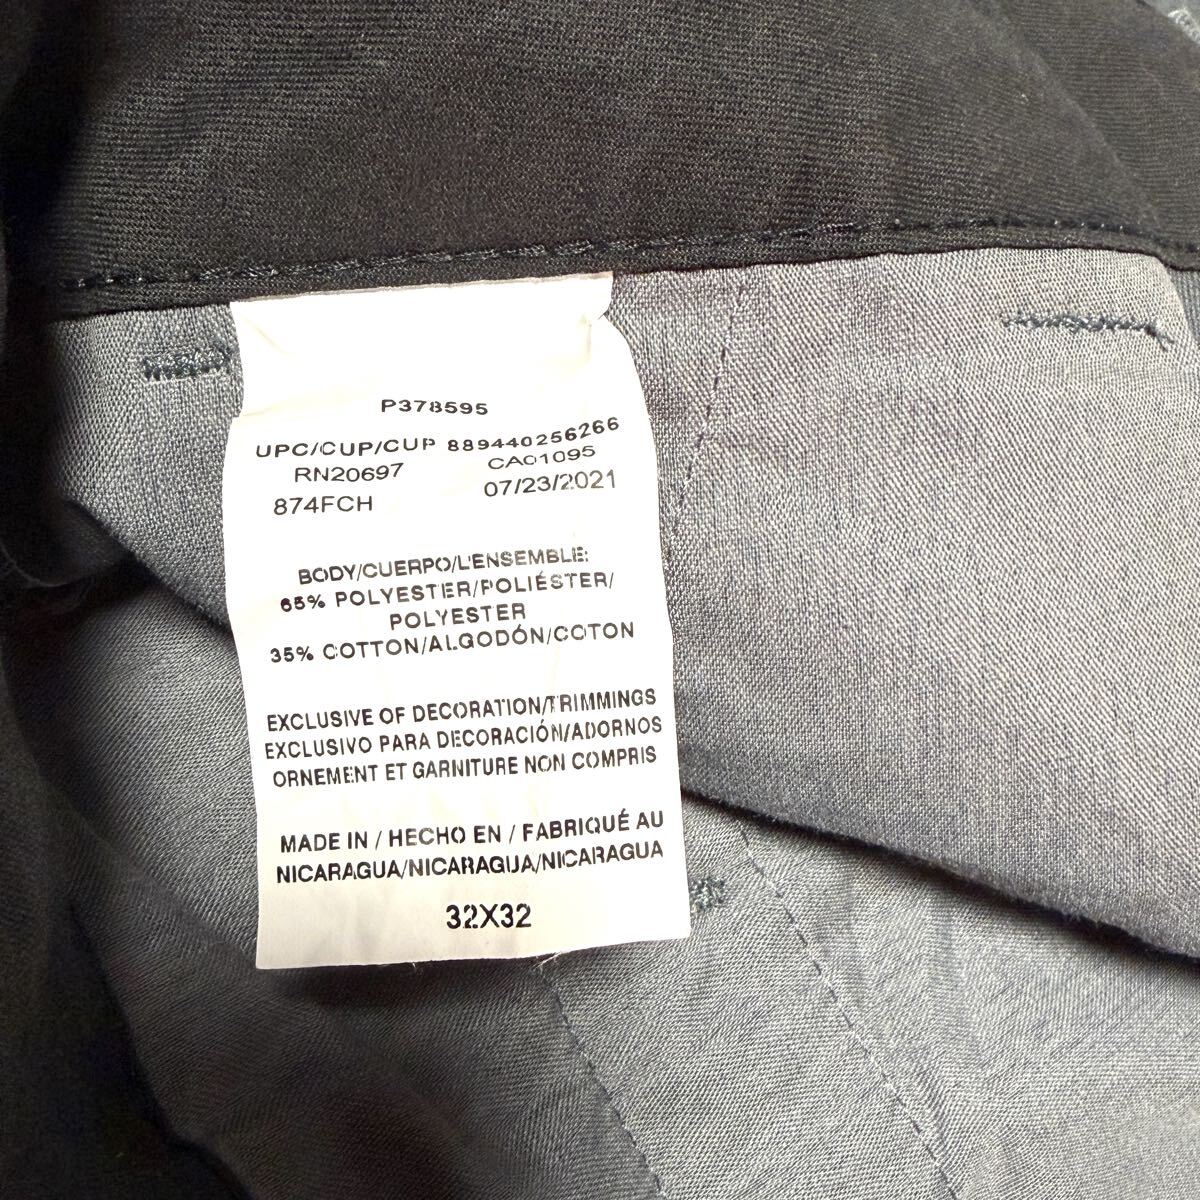 P378595
UPC/CUP/CUP 889440256266
RN20697 CA01095
874FCH 07/23/2021
BODY/CUERPO/L'ENSEMBLE:
65% POLYESTER/POLIÉSTER/
POLYESTER
35% COTTON/ALGODÓN/COTON
EXCLUSIVE OF DECORATION/TRIMMINGS
EXCLUSIVO PARA DECORACIÓN/ADORNOS
ORNEMENT ET GARNITURE NON COMPRIS
MADE IN / HECHO EN / FABRIQUÉ AU
NICARAGUA/NICARAGUA/NICARAGUA
32X32